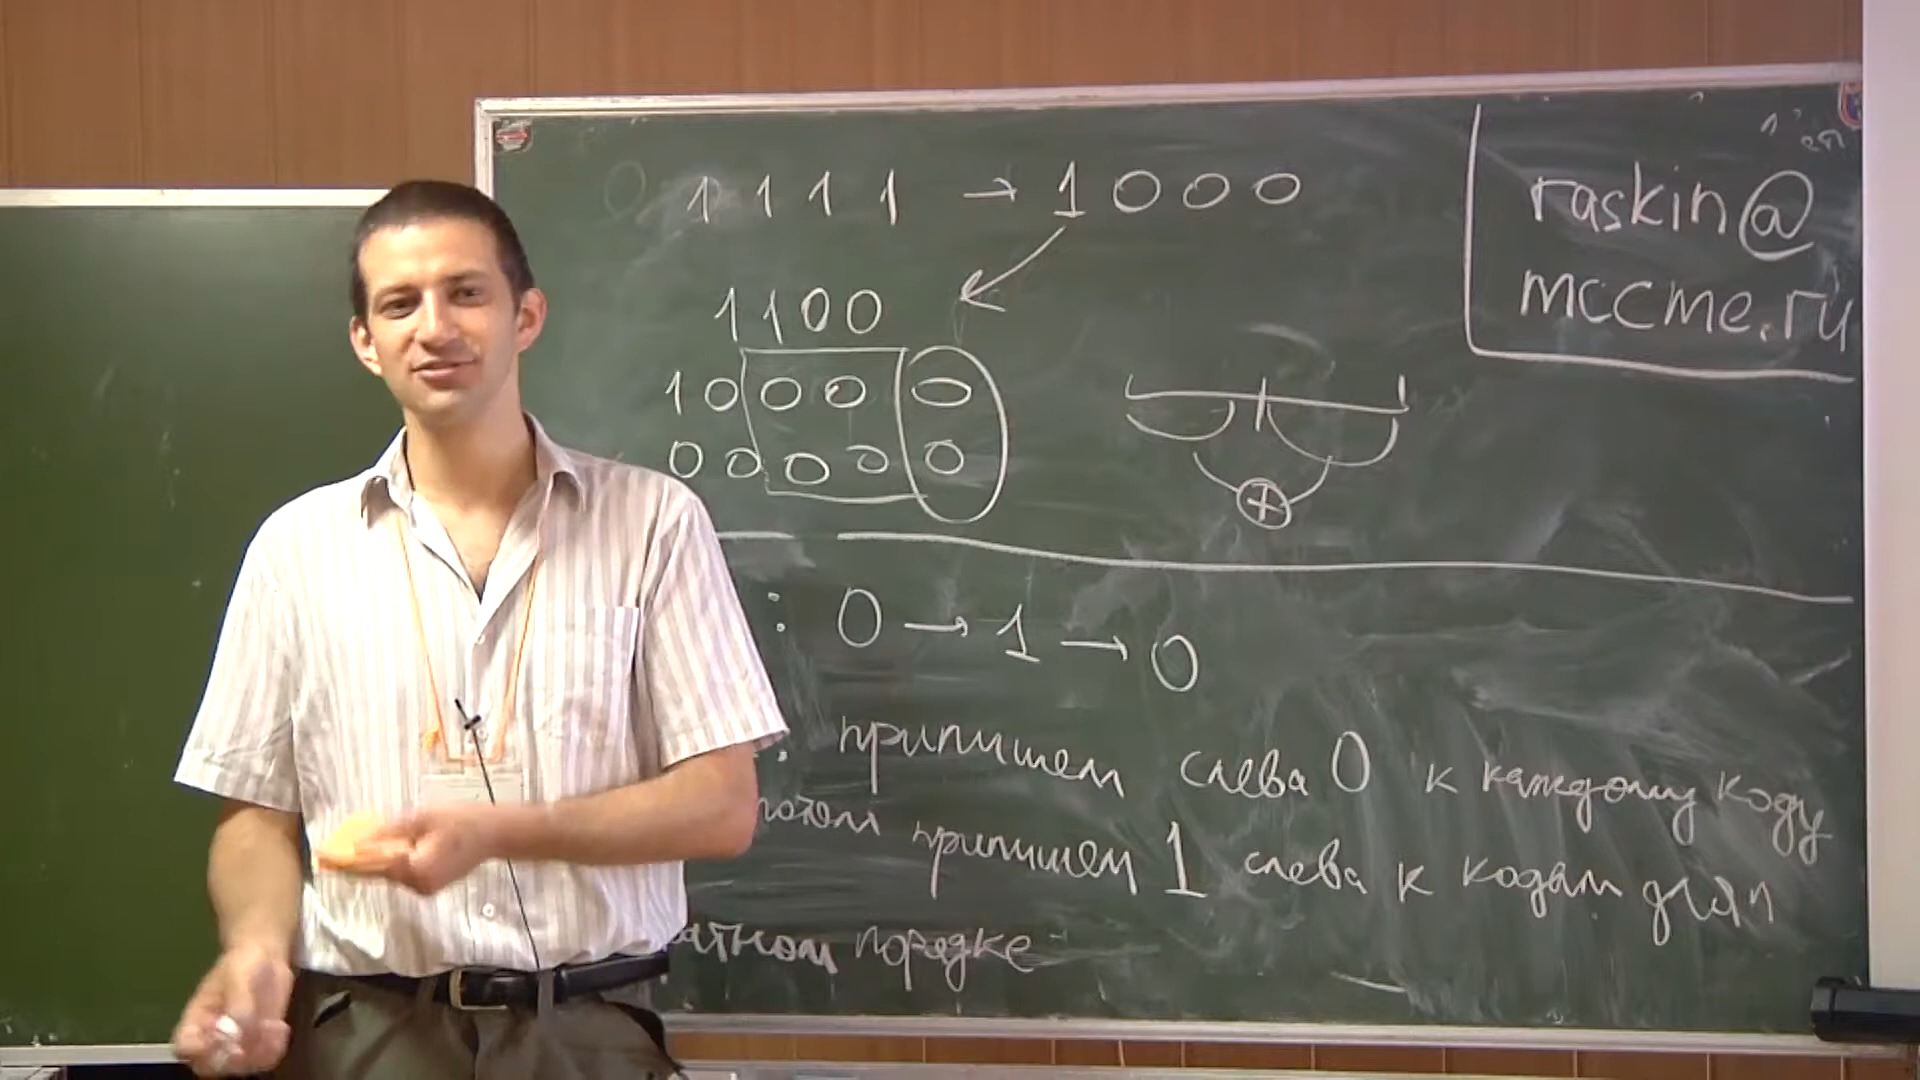 1 1 1 1 → 1 0 0 0
raskin@
mccme.ru
1 1 0 0
1 0 0 0 0
0 0 0 0 0
+
: 0 → 1 → 0
: припишем слева 0 к каждому коду
потом припишем 1 слева к кодам для
атном порядке